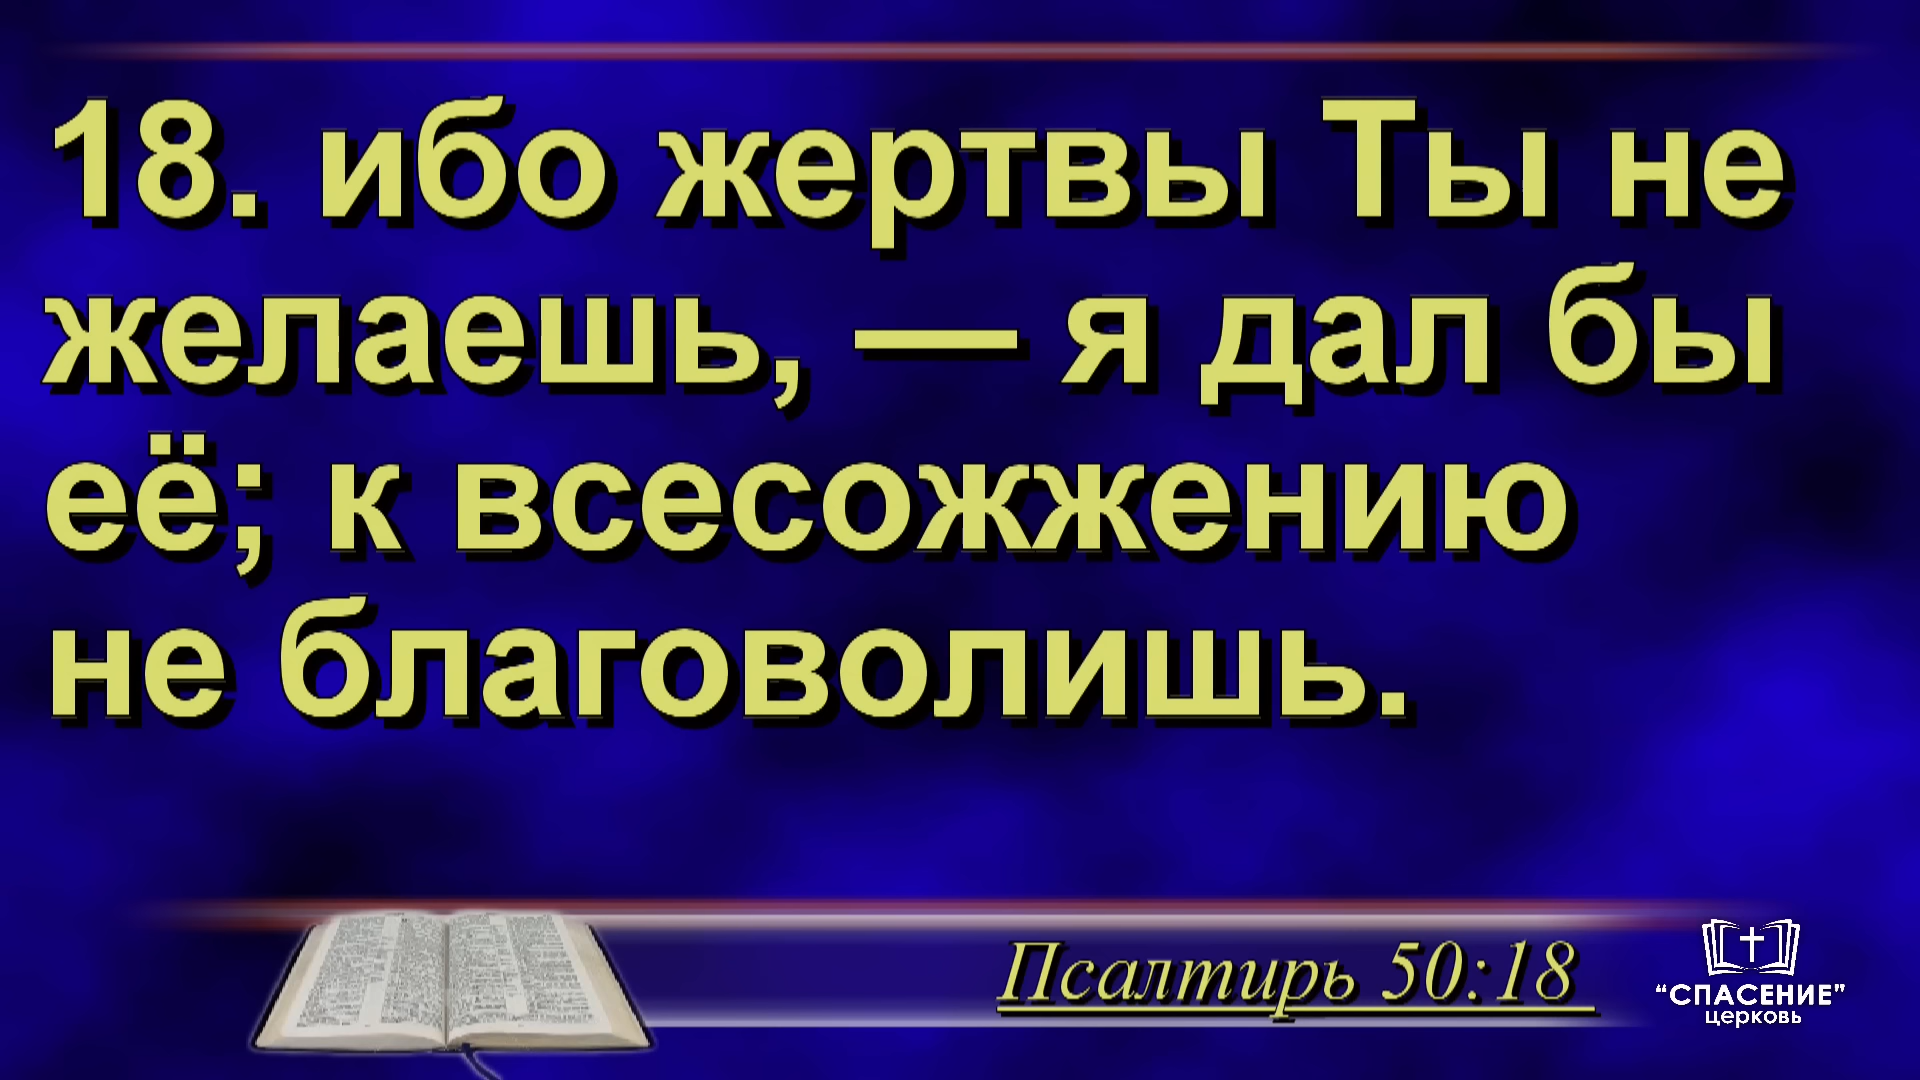 18. ибо жертвы Ты не
желаешь, — я дал бы
её; к всесожжению
не благоволишь.
Псалтирь 50:18
“СПАСЕНИЕ”
церковь